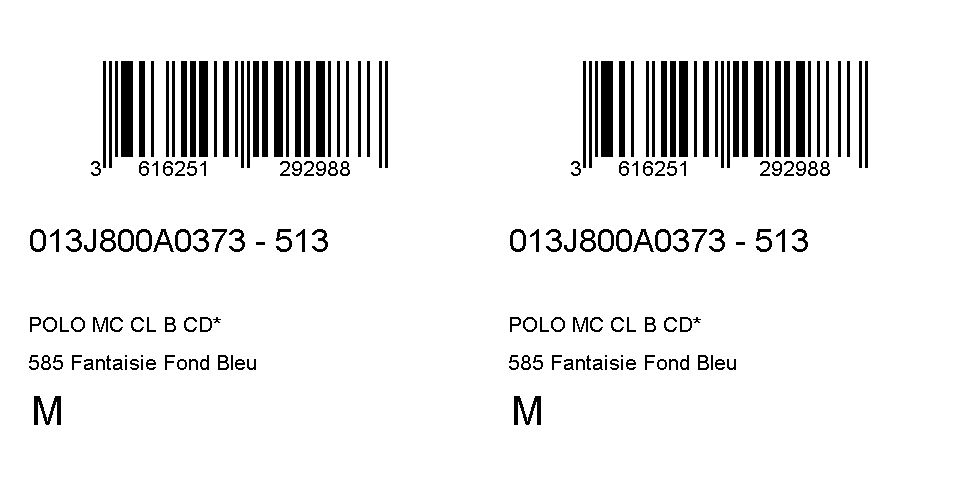 3 616251 292988
013J800A0373 - 513
POLO MC CL B CD*
585 Fantaisie Fond Bleu
M
3 616251 292988
013J800A0373 - 513
POLO MC CL B CD*
585 Fantaisie Fond Bleu
M